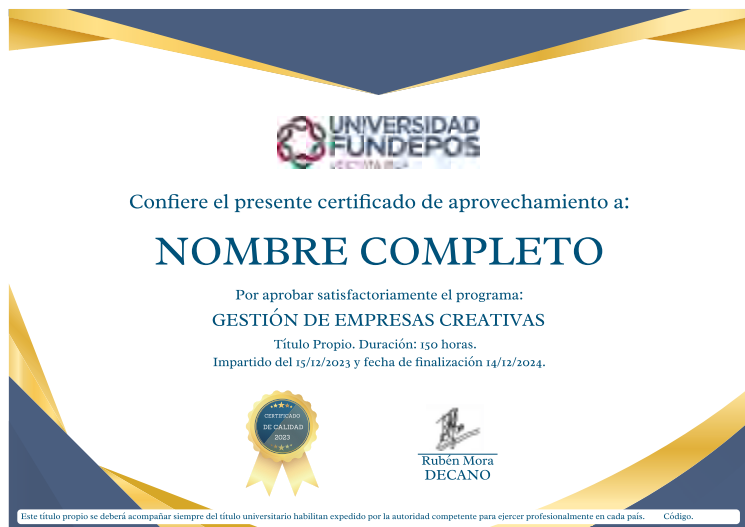 UNIVERSIDAD
FUNDEPOS
Confiere el presente certificado de aprovechamiento a:
NOMBRE COMPLETO
Por aprobar satisfactoriamente el programa:
GESTIÓN DE EMPRESAS CREATIVAS
Título Propio. Duración: 150 horas.
Impartido del 15/12/2023 y fecha de finalización 14/12/2024.
CERTIFICADO
DE CALIDAD
2023
Rubén Mora
DECANO
Este título propio se deberá acompañar siempre del título universitario habilitan expedido por la autoridad competente para ejercer profesionalmente en cada país. Código.